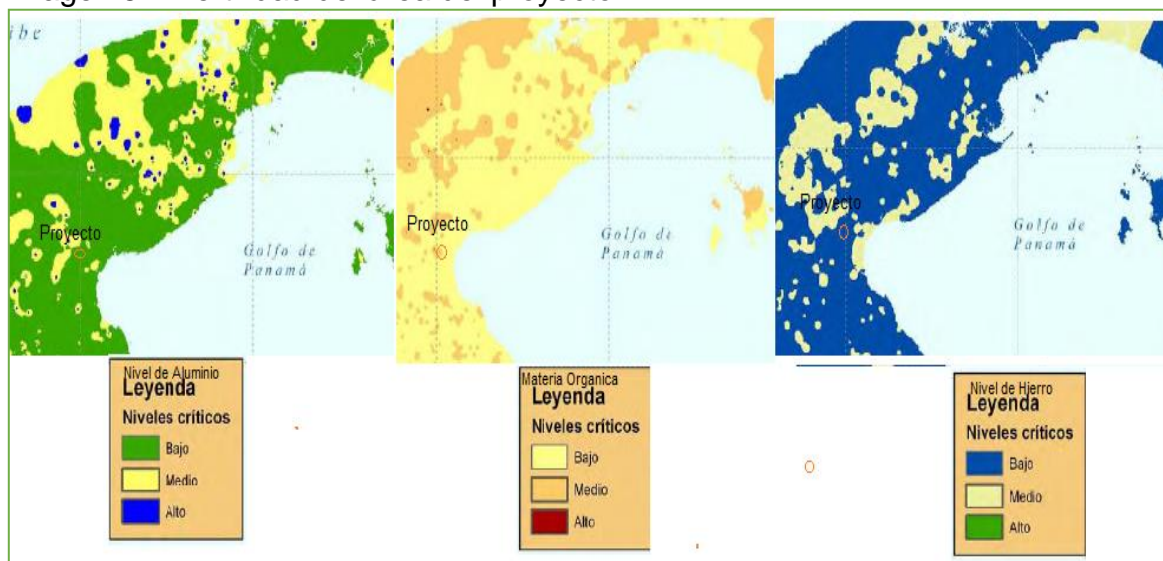 ibe
Proyecto
Golfo de
Panamá
Proyecto
Golfo de
Panamá
Proyecto
Golfo de
Panamá
Nivel de Aluminio
Leyenda
Niveles críticos
Bajo
Medio
Alto
Materia Organica
Leyenda
Niveles críticos
Bajo
Medio
Alto
Nivel de Hierro
Leyenda
Niveles críticos
Bajo
Medio
Alto